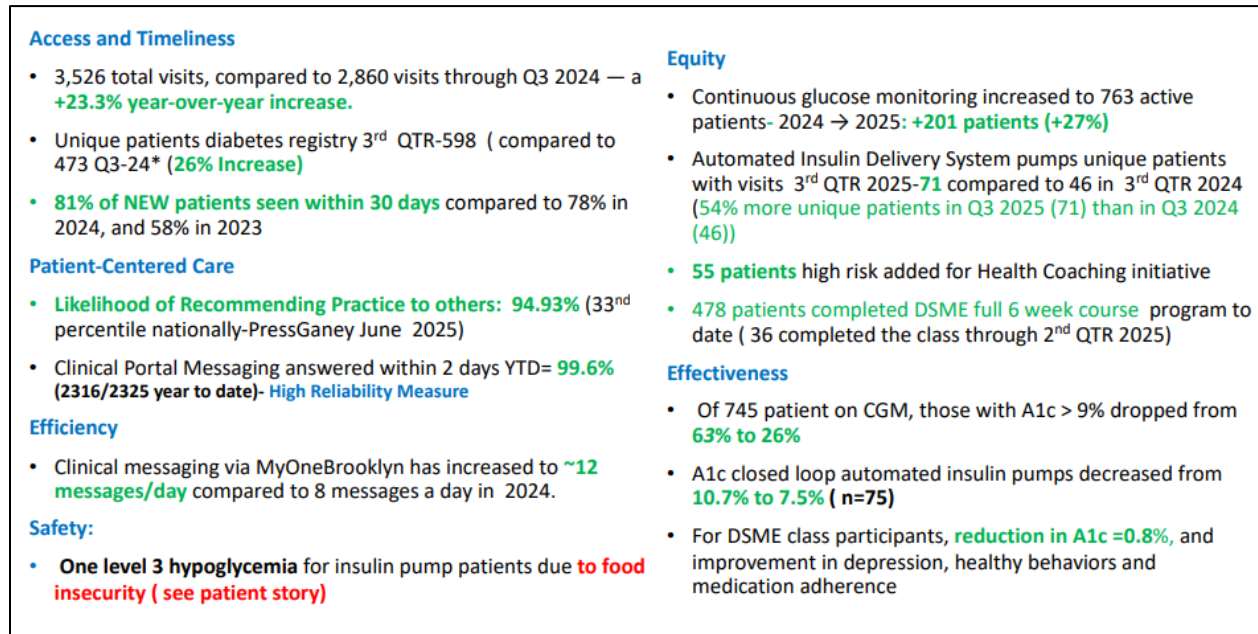 Access and Timeliness
• 3,526 total visits, compared to 2,860 visits through Q3 2024 — a
+23.3% year-over-year increase.
• Unique patients diabetes registry 3rd QTR-598 ( compared to
473 Q3-24* (26% Increase)
• 81% of NEW patients seen within 30 days compared to 78% in
2024, and 58% in 2023
Patient-Centered Care
• Likelihood of Recommending Practice to others: 94.93% (33nd
percentile nationally-PressGaney June 2025)
• Clinical Portal Messaging answered within 2 days YTD= 99.6%
(2316/2325 year to date)- High Reliability Measure
Efficiency
• Clinical messaging via MyOneBrooklyn has increased to ~12
messages/day compared to 8 messages a day in 2024.
Safety:
• One level 3 hypoglycemia for insulin pump patients due to food
insecurity ( see patient story)
Equity
• Continuous glucose monitoring increased to 763 active
patients- 2024 → 2025: +201 patients (+27%)
• Automated Insulin Delivery System pumps unique patients
with visits 3rd QTR 2025-71 compared to 46 in 3rd QTR 2024
(54% more unique patients in Q3 2025 (71) than in Q3 2024
(46))
• 55 patients high risk added for Health Coaching initiative
• 478 patients completed DSME full 6 week course program to
date ( 36 completed the class through 2nd QTR 2025)
Effectiveness
• Of 745 patient on CGM, those with A1c > 9% dropped from
63% to 26%
• A1c closed loop automated insulin pumps decreased from
10.7% to 7.5% ( n=75)
• For DSME class participants, reduction in A1c =0.8%, and
improvement in depression, healthy behaviors and
medication adherence